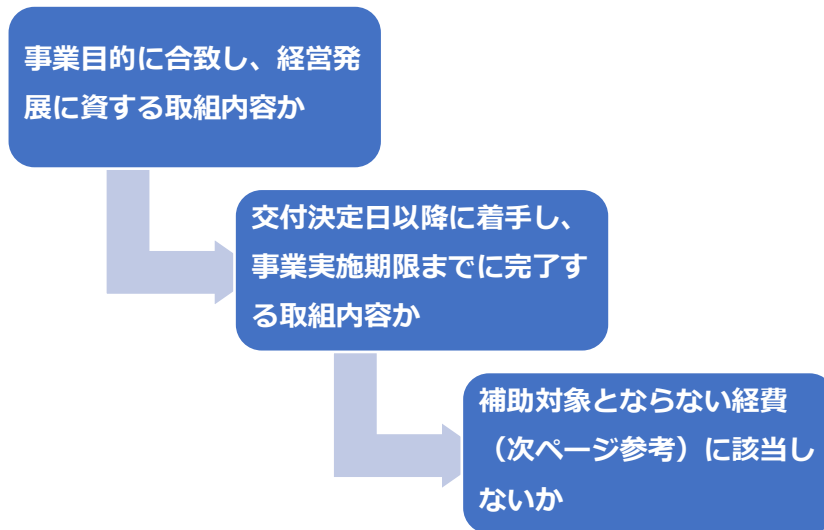 事業目的に合致し、経営発
展に資する取組内容か
交付決定日以降に着手し、
事業実施期限までに完了す
る取組内容か
補助対象とならない経費
（次ページ参考）に該当し
ないか